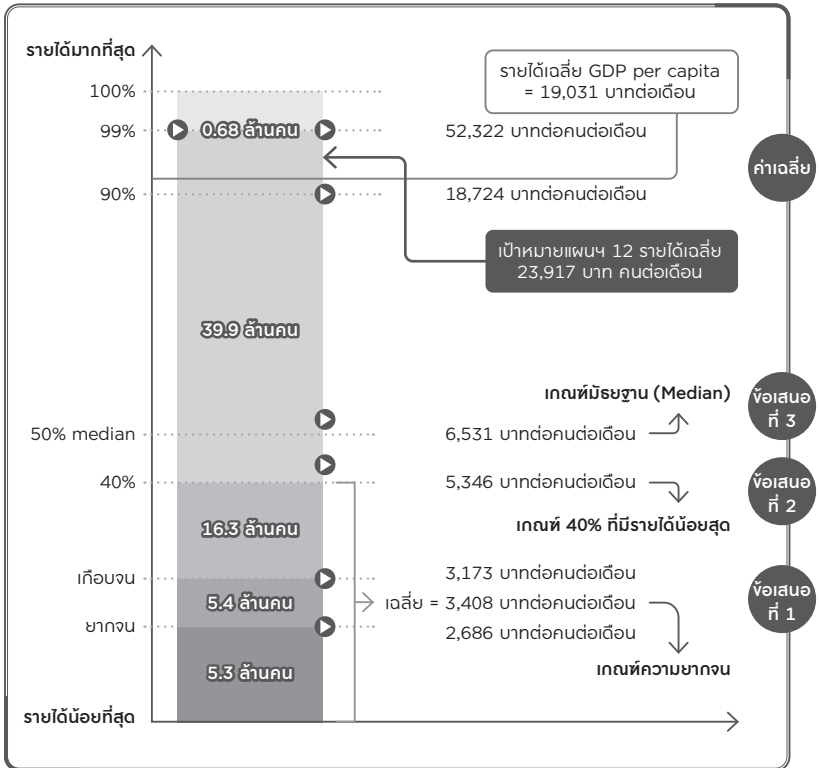 รายได้มากที่สุด
รายได้เฉลี่ย GDP per capita
= 19,031 บาทต่อเดือน
100%
99%
0.68 ล้านคน
52,322 บาทต่อคนต่อเดือน
ค่าเฉลี่ย
90%
18,724 บาทต่อคนต่อเดือน
เป้าหมายแผนฯ 12 รายได้เฉลี่ย
23,917 บาท คนต่อเดือน
39.9 ล้านคน
เกณฑ์มัธยฐาน (Median)
ข้อเสนอ
ที่ 3
50% median
6,531 บาทต่อคนต่อเดือน
40%
5,346 บาทต่อคนต่อเดือน
ข้อเสนอ
ที่ 2
เกณฑ์ 40% ที่มีรายได้น้อยสุด
16.3 ล้านคน
เกือบจน
3,173 บาทต่อคนต่อเดือน
ข้อเสนอ
ที่ 1
5.4 ล้านคน
เฉลี่ย = 3,408 บาทต่อคนต่อเดือน
ยากจน
2,686 บาทต่อคนต่อเดือน
เกณฑ์ความยากจน
5.3 ล้านคน
รายได้น้อยที่สุด